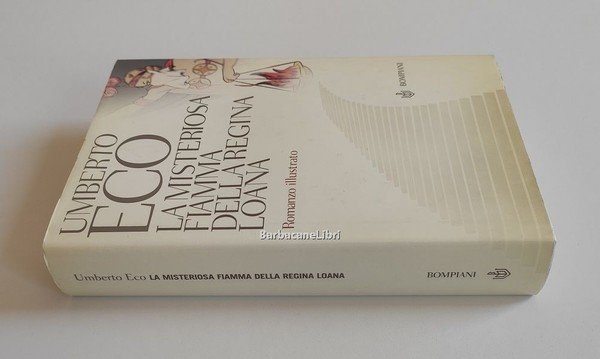 UMBERTO
ECO
LA MISTERIOSA
FIAMMA
DELLA REGINA
LOANA
Romanzo illustrato
BOMPIANI
BarbacaneLibri
Umberto Eco LA MISTERIOSA FIAMMA DELLA REGINA LOANA
BOMPIANI